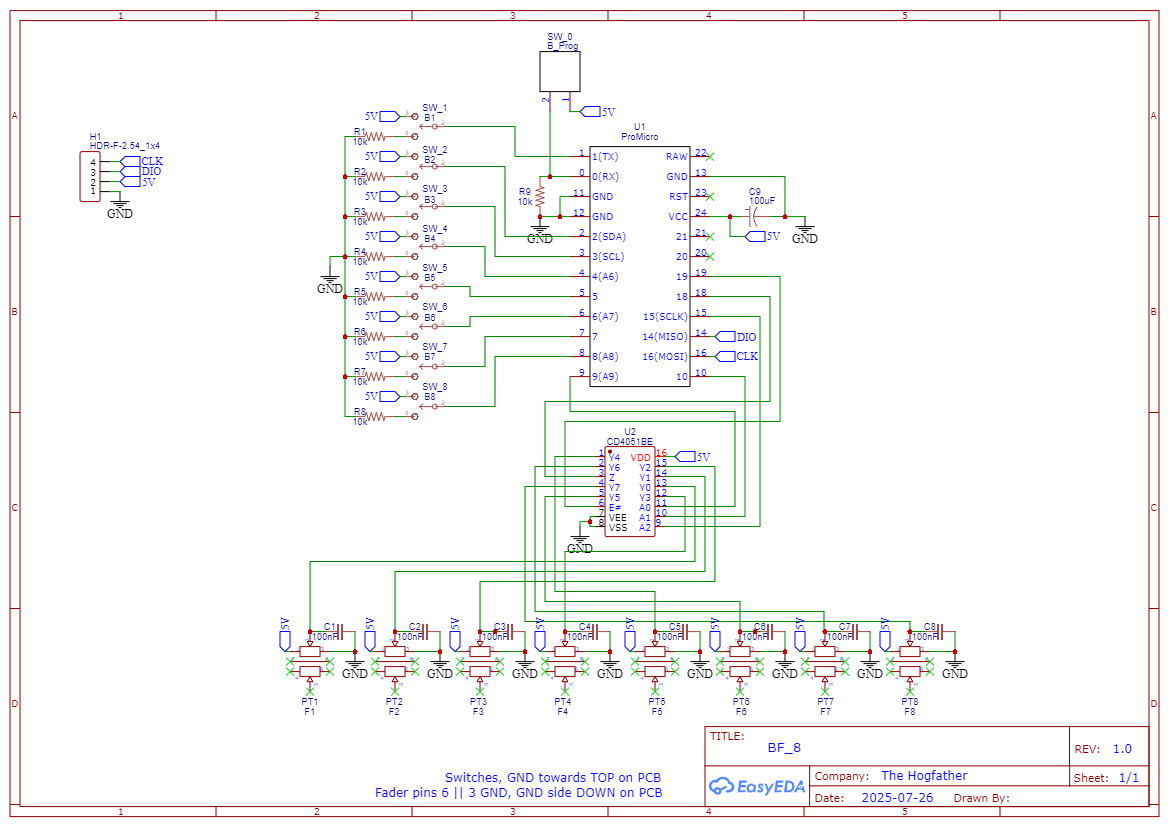 1 2 3 4 5
A
B
C
D
A
B
C
D
SW_0
B_Prog
2 1
5V
H1
HDR-F-2.54_1x4
4 CLK
3 DIO
2 5V
1
GND
5V SW_1
B1
R1
10k
5V SW_2
B2
R2
10k
5V SW_3
B3
R3
10k
5V SW_4
B4
R4
10k
GND
5V SW_5
B5
R5
10k
5V SW_6
B6
R6
10k
5V SW_7
B7
R7
10k
5V SW_8
B8
R8
10k
U1
ProMicro
1 1(TX) RAW 22
0 0(RX) GND 13
11 GND RST 23
12 GND VCC 24
2 2(SDA) 21 21
3 3(SCL) 20 20
4 4(A6) 19 19
5 5 18 18
6 6(A7) 15(SCLK) 15
7 7 14(MISO) 14 DIO
8 8(A8) 16(MOSI) 16 CLK
9 9(A9) 10 10
R9
10k
GND
C9
100uF
5V
GND
U2
CD4051BE
1 Y4 VDD 16 5V
2 Y6 Y2 15
3 Z Y1 14
4 Y7 Y0 13
5 Y5 Y3 12
6 E# A0 11
7 VEE A1 10
8 VSS A2 9
GND
5V C1
100nF
GND
PT1
F1
5V C2
100nF
GND
PT2
F2
5V C3
100nF
GND
PT3
F3
5V C4
100nF
GND
PT4
F4
5V C5
100nF
GND
PT5
F5
5V C6
100nF
GND
PT6
F6
5V C7
100nF
GND
PT7
F7
5V C8
100nF
GND
PT8
F8
Switches, GND towards TOP on PCB
Fader pins 6 || 3 GND, GND side DOWN on PCB
TITLE:
BF_8
REV: 1.0
EasyEDA
Company: The Hogfather
Sheet: 1/1
Date: 2025-07-26 Drawn By:
1 2 3 4 5